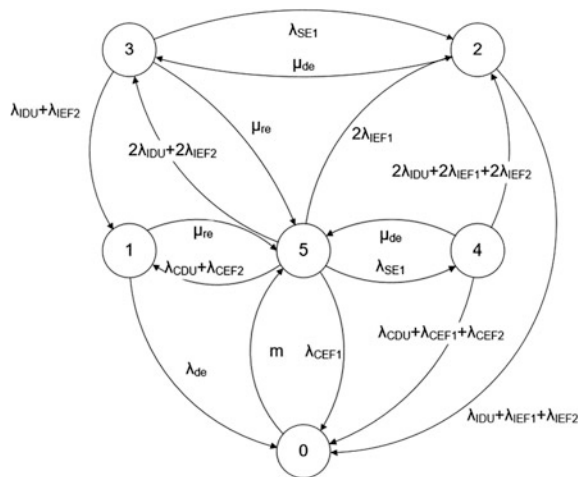 λSE1
3
2
μde
λIDU+λIEF2
μre
2λIDU+2λIEF2
2λIEF1
2λIDU+2λIEF1+2λIEF2
μre
μde
1
5
4
λCDU+λCEF2
λSE1
λCDU+λCEF1+λCEF2
λde
m
λCEF1
λIDU+λIEF1+λIEF2
0